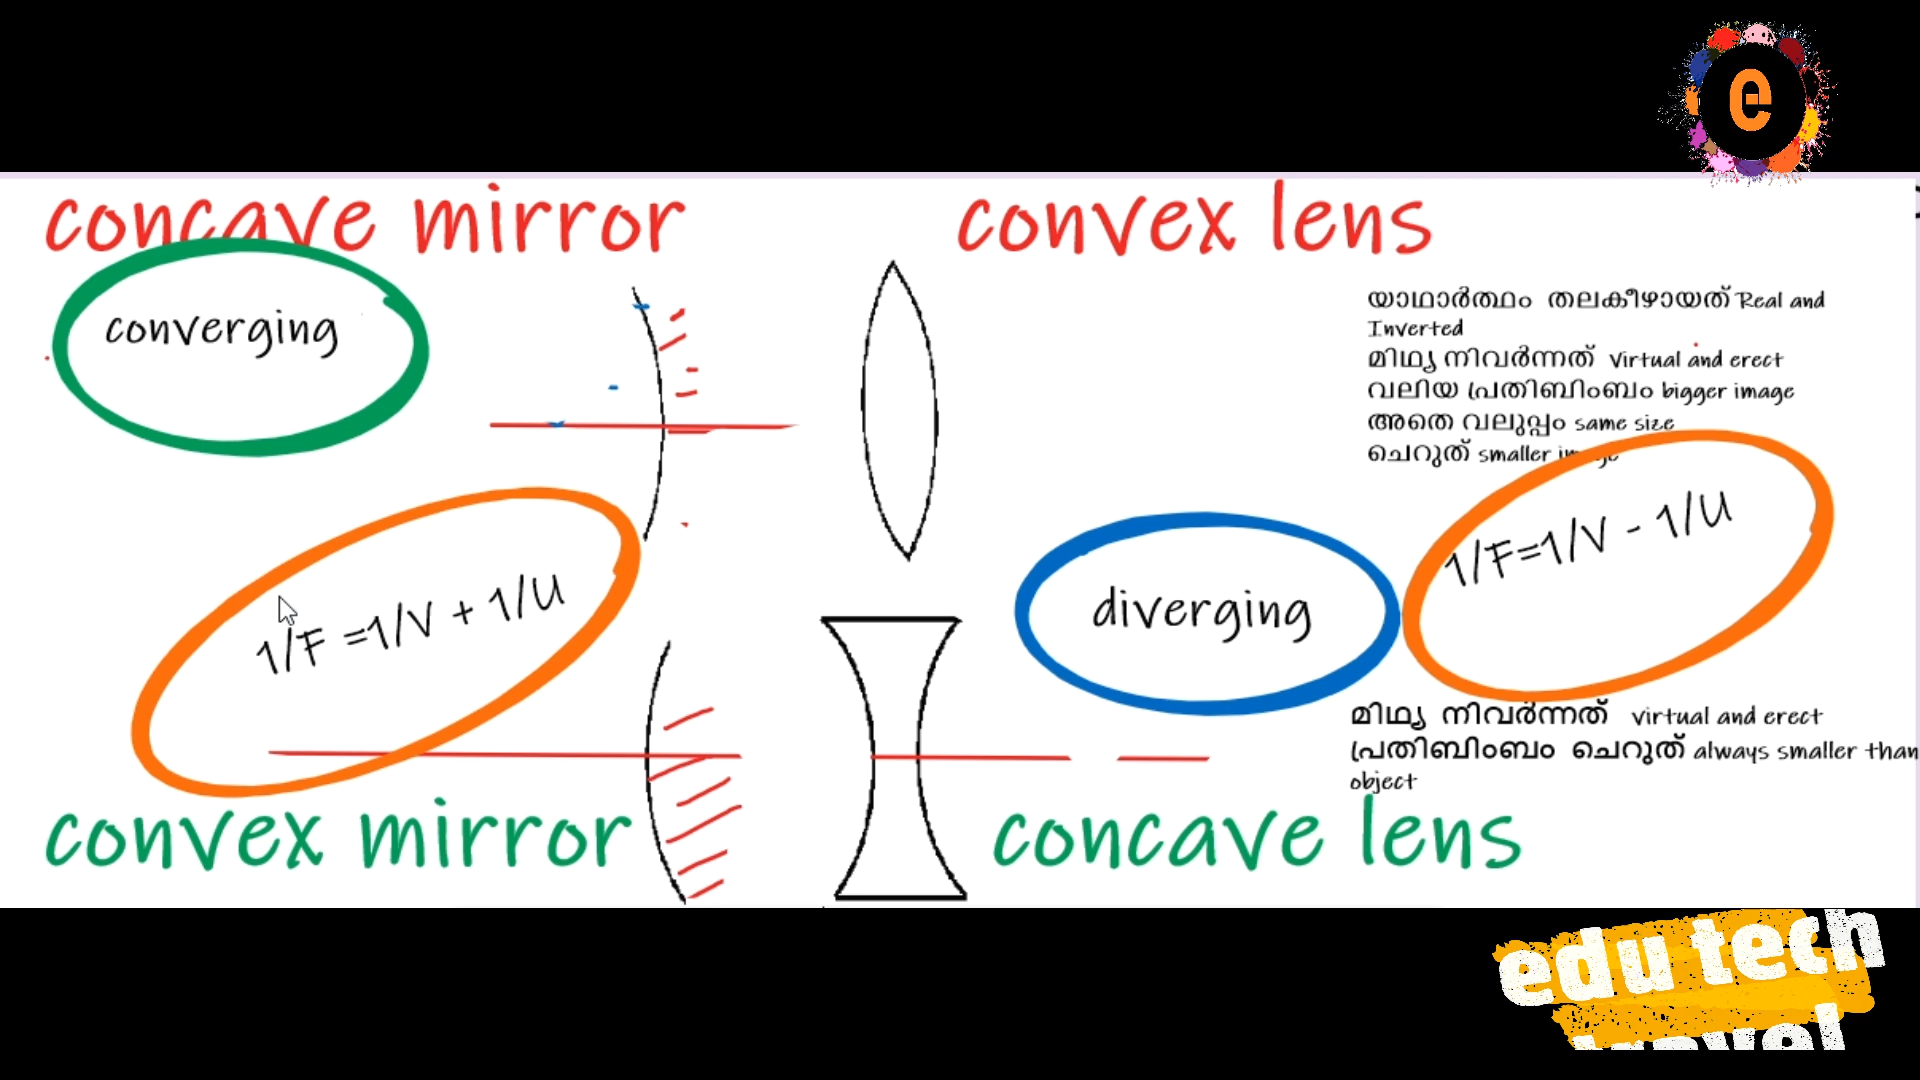 e
concave mirror
convex lens
converging
യാഥാർത്ഥം തലകീഴായത് Real and
Inverted
മിഥ്യ നിവർന്നത് Virtual and erect
വലിയ പ്രതിബിംബം bigger image
അതെ വലുപ്പം same size
ചെറുത് smaller image
1/F=1/V - 1/U
diverging
1/F =1/V + 1/U
മിഥ്യ നിവർന്നത് virtual and erect
പ്രതിബിംബം ചെറുത് always smaller than
object
convex mirror
concave lens
edu tech
travel